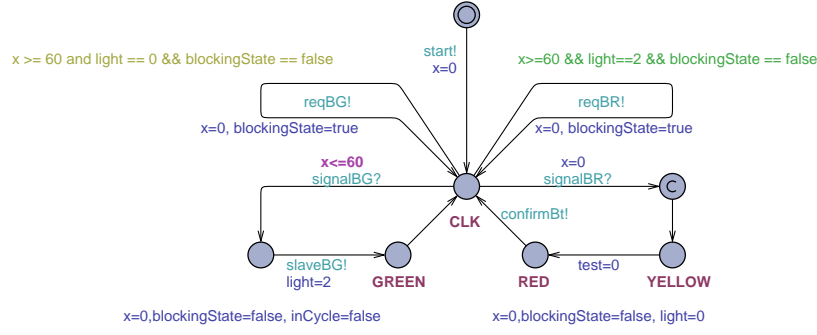 start!
x=0
x >= 60 and light == 0 && blockingState == false
x>=60 && light==2 && blockingState == false
reqBG!
reqBR!
x=0, blockingState=true
x=0, blockingState=true
x<=60
x=0
signalBG?
signalBR?
C
confirmBt!
CLK
slaveBG!
GREEN
RED
test=0
YELLOW
light=2
x=0,blockingState=false, inCycle=false
x=0,blockingState=false, light=0